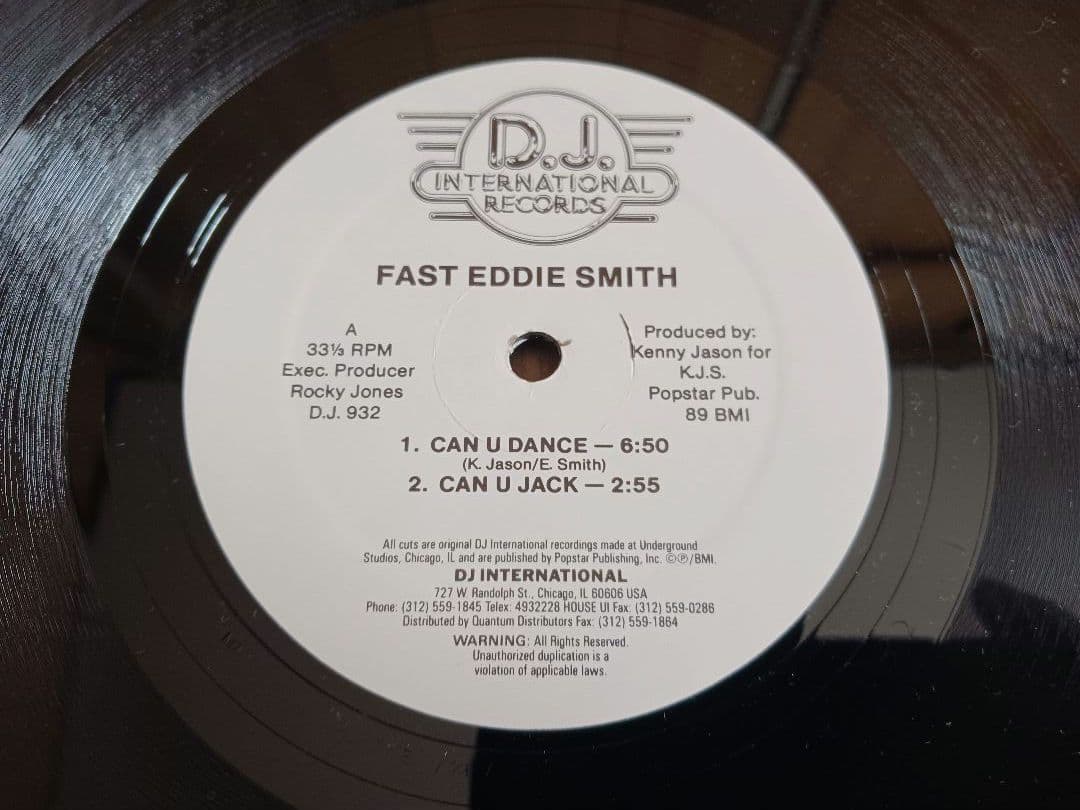 D.J.
INTERNATIONAL
RECORDS
FAST EDDIE SMITH
A
33⅓ RPM
Exec. Producer
Rocky Jones
D.J. 932
Produced by:
Kenny Jason for
K.J.S.
Popstar Pub.
89 BMI
1. CAN U DANCE — 6:50
(K. Jason/E. Smith)
2. CAN U JACK — 2:55
All cuts are original DJ International recordings made at Underground
Studios, Chicago, IL and are published by Popstar Publishing, Inc. ©℗/BMI.
DJ INTERNATIONAL
727 W. Randolph St., Chicago, IL 60606 USA
Phone: (312) 559-1845 Telex: 4932228 HOUSE UI Fax: (312) 559-0286
Distributed by Quantum Distributors Fax: (312) 559-1864
WARNING: All Rights Reserved.
Unauthorized duplication is a
violation of applicable laws.